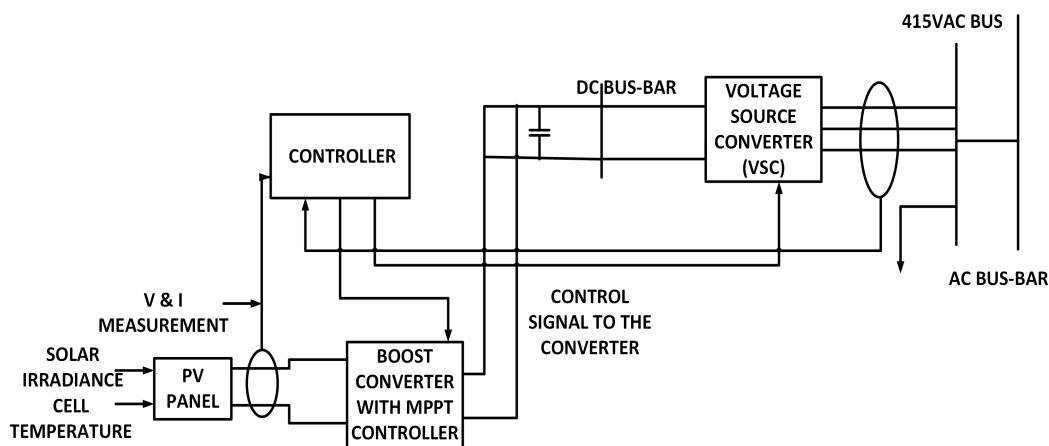 415VAC BUS
DC BUS-BAR
VOLTAGE
SOURCE
CONVERTER
(VSC)
CONTROLLER
AC BUS-BAR
V & I
MEASUREMENT
CONTROL
SIGNAL TO THE
CONVERTER
SOLAR
IRRADIANCE
CELL
TEMPERATURE
PV
PANEL
BOOST
CONVERTER
WITH MPPT
CONTROLLER